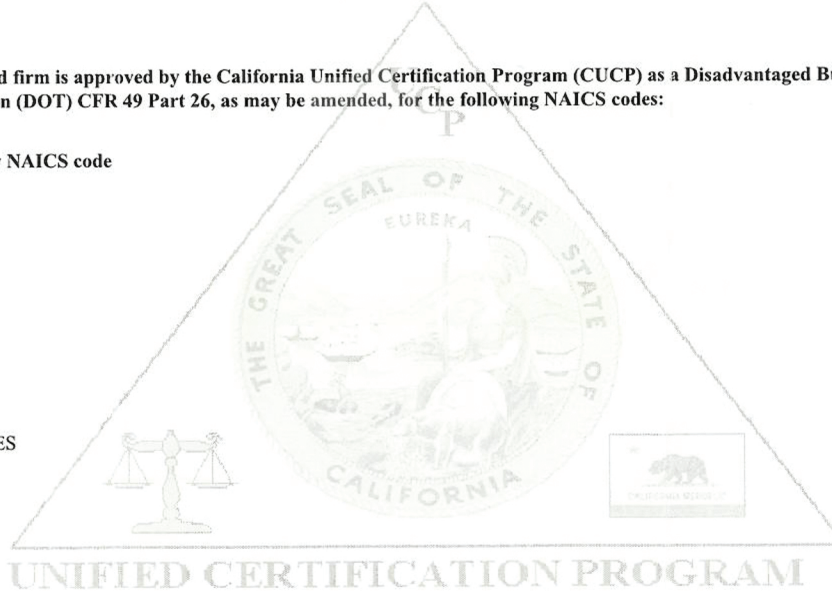 U
C
P
d firm is approved by the California Unified Certification Program (CUCP) as a Disadvantaged Bu
n (DOT) CFR 49 Part 26, as may be amended, for the following NAICS codes:
NAICS code
THE GREAT SEAL OF THE STATE OF
EUREKA
ES
CALIFORNIA
CALIFORNIA REPUBLIC
UNIFIED CERTIFICATION PROGRAM